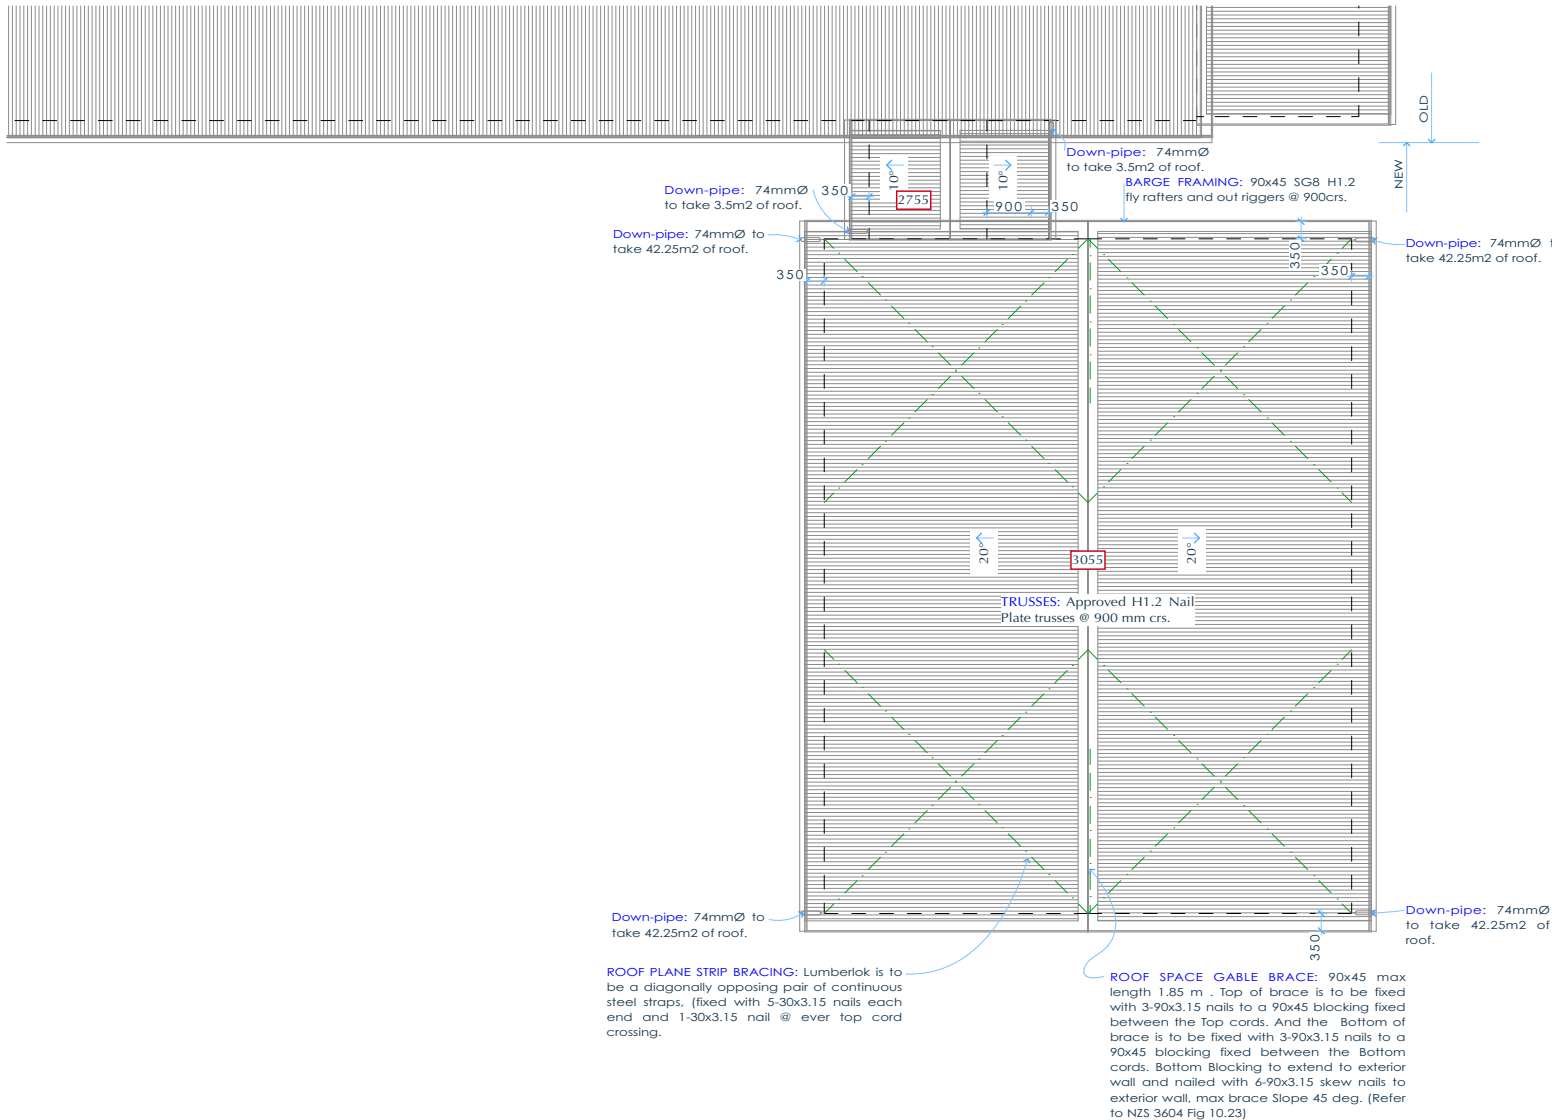 OLD
NEW
Down-pipe: 74mmØ
to take 3.5m2 of roof.
BARGE FRAMING: 90x45 SG8 H1.2
fly rafters and out riggers @ 900crs.
Down-pipe: 74mmØ
to take 3.5m2 of roof.
350
10°
2755
10°
900
350
Down-pipe: 74mmØ to
take 42.25m2 of roof.
350
350
350
Down-pipe: 74mmØ
take 42.25m2 of roof.
20°
20°
3055
TRUSSES: Approved H1.2 Nail
Plate trusses @ 900 mm crs.
Down-pipe: 74mmØ to
take 42.25m2 of roof.
350
Down-pipe: 74mmØ
to take 42.25m2 of
roof.
ROOF PLANE STRIP BRACING: Lumberlok is to
be a diagonally opposing pair of continuous
steel straps, (fixed with 5-30x3.15 nails each
end and 1-30x3.15 nail @ ever top cord
crossing.
ROOF SPACE GABLE BRACE: 90x45 max
length 1.85 m . Top of brace is to be fixed
with 3-90x3.15 nails to a 90x45 blocking fixed
between the Top cords. And the Bottom of
brace is to be fixed with 3-90x3.15 nails to a
90x45 blocking fixed between the Bottom
cords. Bottom Blocking to extend to exterior
wall and nailed with 6-90x3.15 skew nails to
exterior wall, max brace Slope 45 deg. (Refer
to NZS 3604 Fig 10.23)